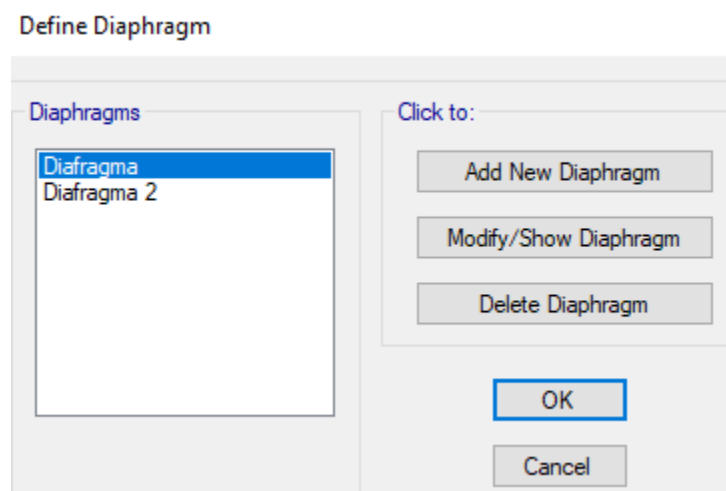 Define Diaphragm
Diaphragms
Diafragma
Diafragma 2
Click to:
Add New Diaphragm
Modify/Show Diaphragm
Delete Diaphragm
OK
Cancel